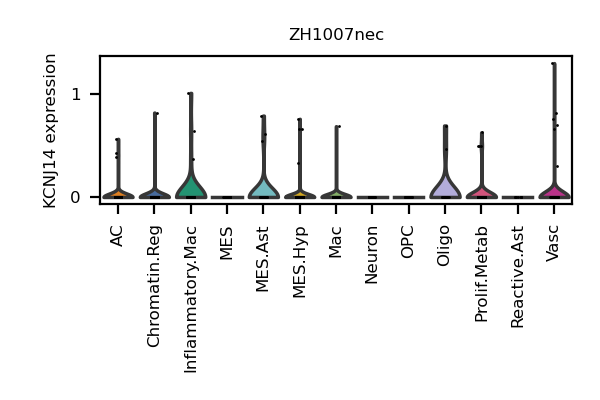 ZH1007nec
KCNJ14 expression
1
0
AC
Chromatin.Reg
Inflammatory.Mac
MES
MES.Ast
MES.Hyp
Mac
Neuron
OPC
Oligo
Prolif.Metab
Reactive.Ast
Vasc